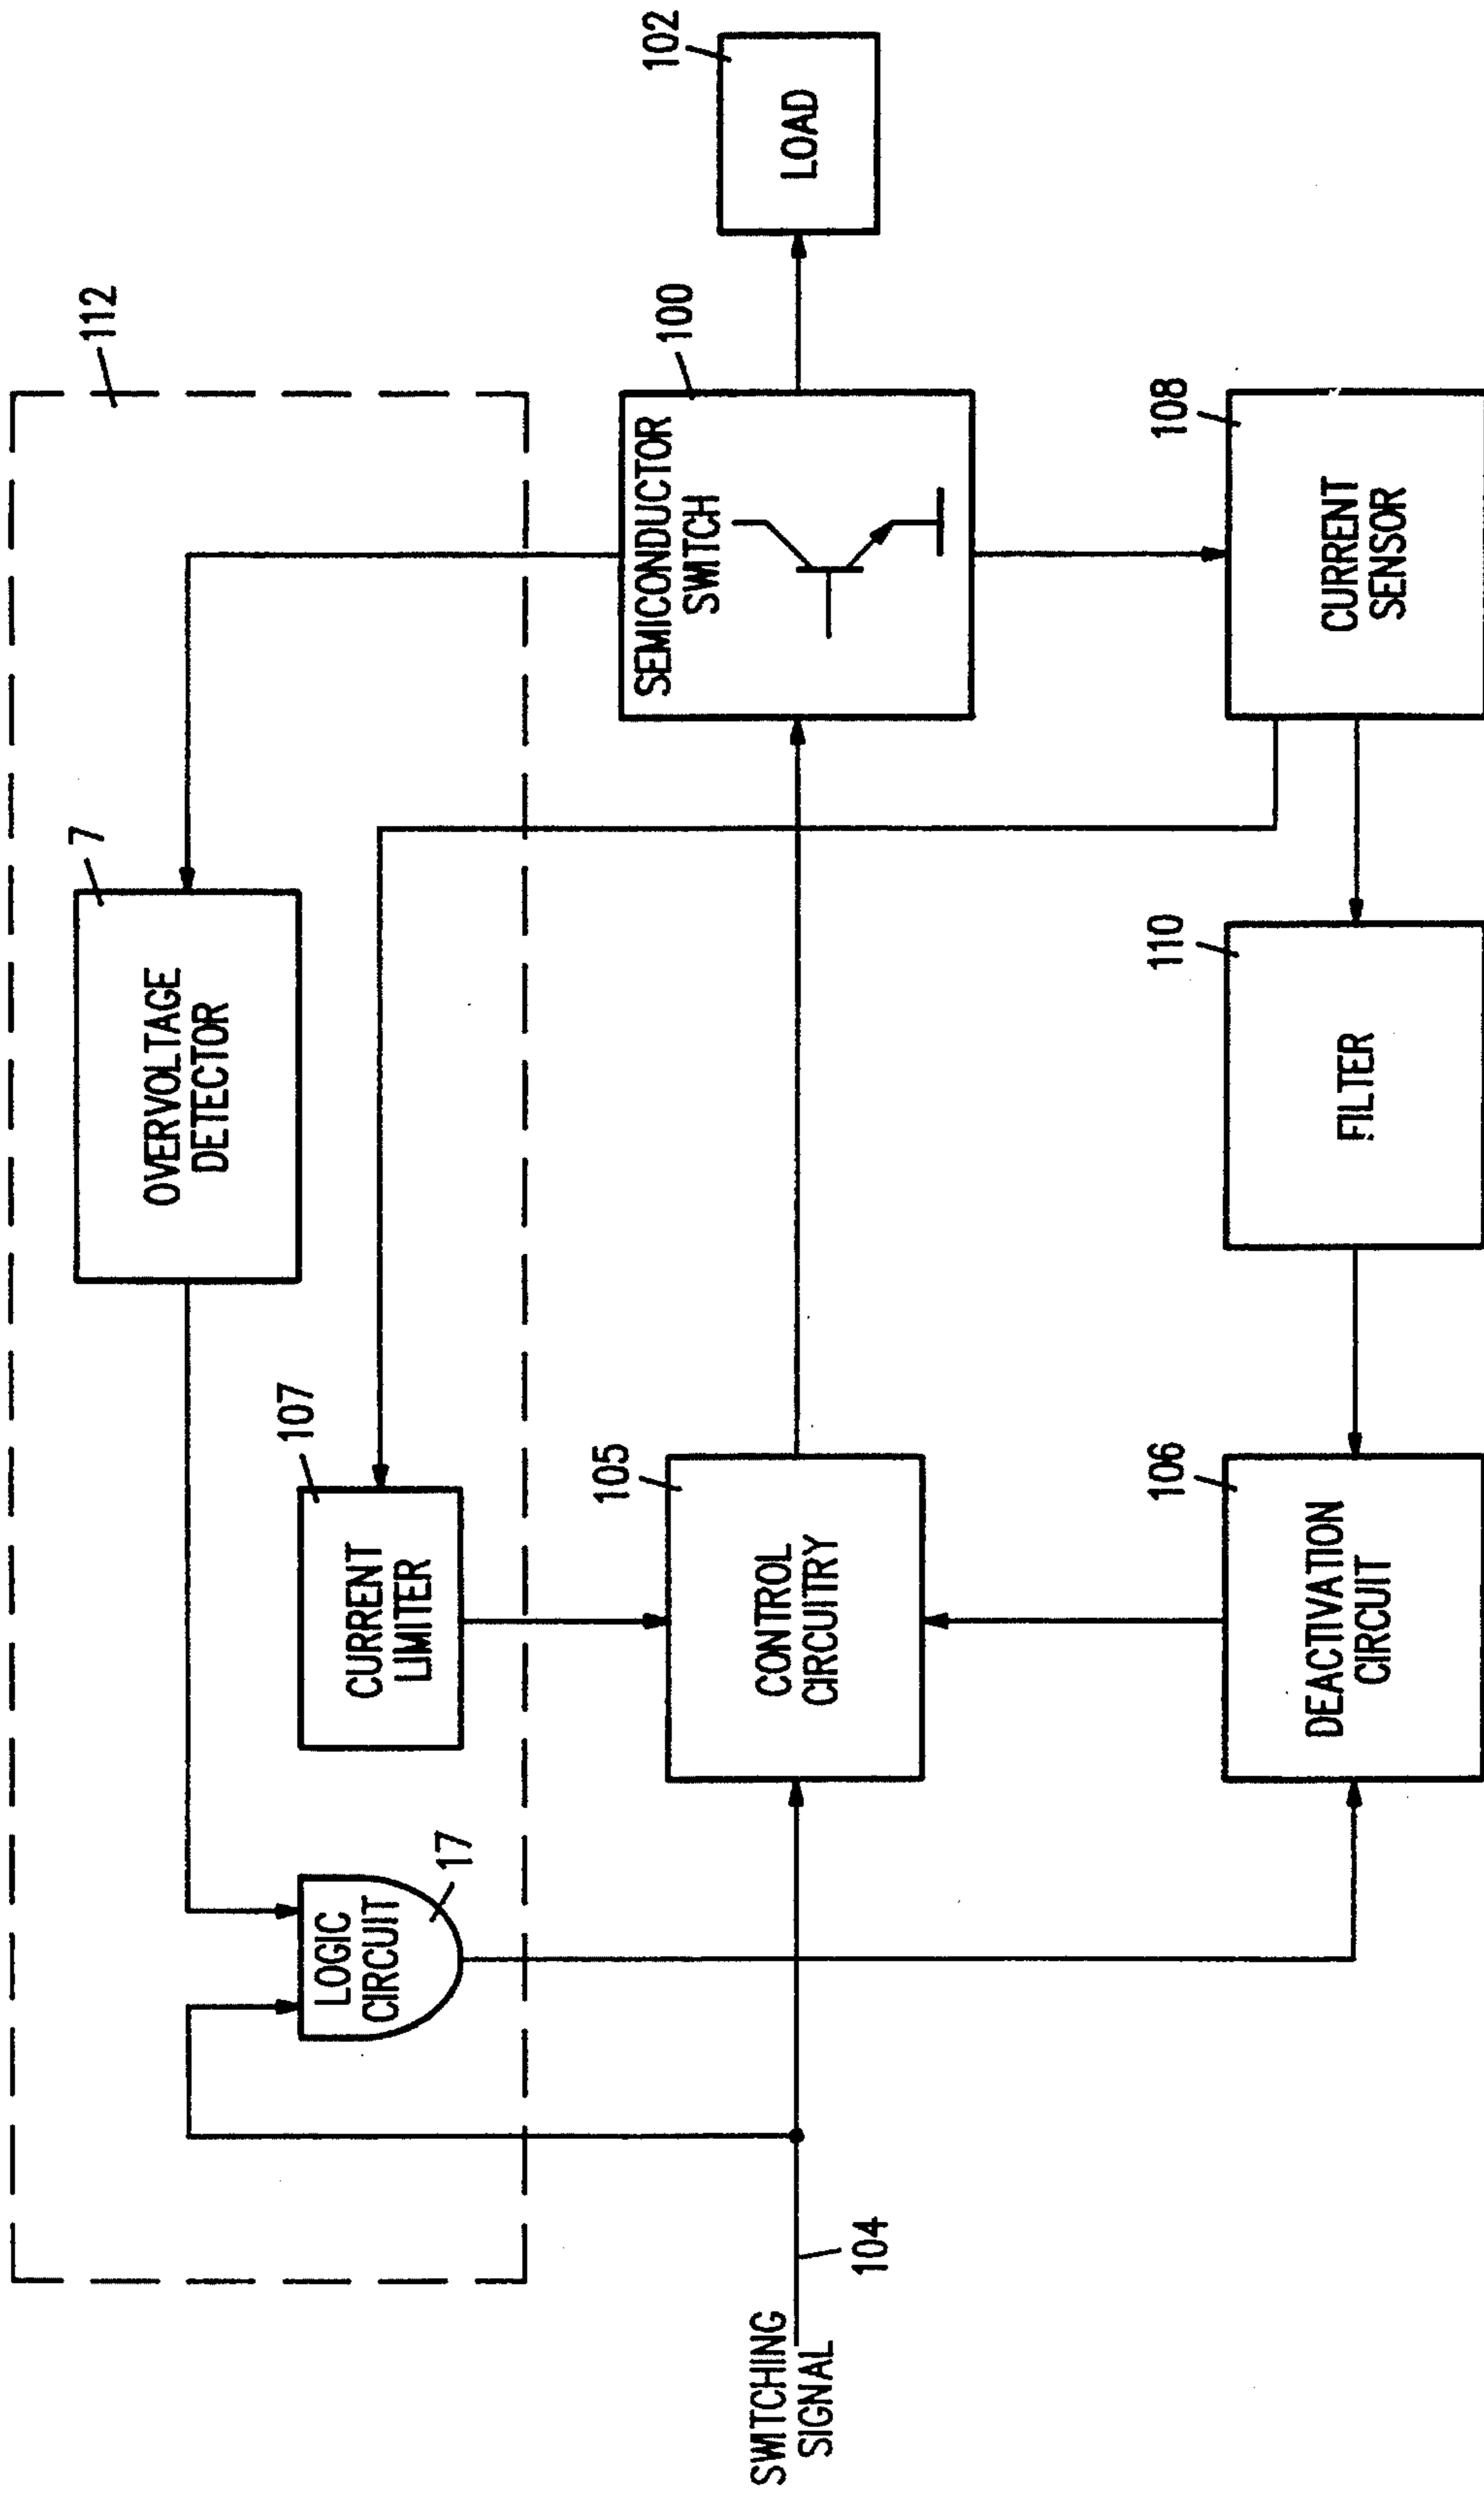 112
7
OVERVOLTAGE
DETECTOR
LOGIC
CIRCUIT
17
107
CURRENT
LIMITER
SWITCHING
SIGNAL
104
105
CONTROL
CIRCUITRY
100
SEMICONDUCTOR
SWITCH
102
LOAD
106
DEACTIVATION
CIRCUIT
110
FILTER
108
CURRENT
SENSOR